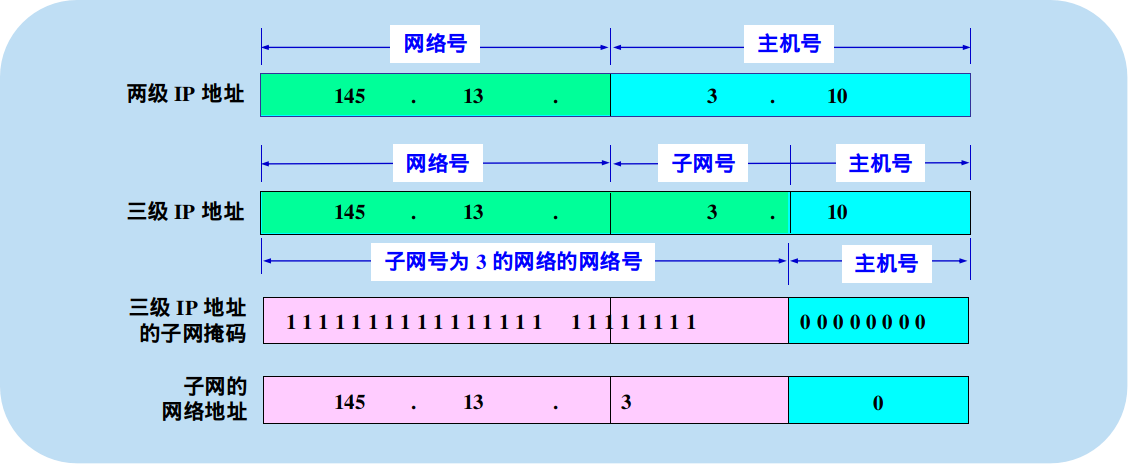 网络号 主机号
两级 IP 地址 145 . 13 . 3 . 10
网络号 子网号 主机号
三级 IP 地址 145 . 13 . 3 . 10
子网号为 3 的网络的网络号 主机号
三级 IP 地址
的子网掩码 1 1 1 1 1 1 1 1 1 1 1 1 1 1 1 1 1 1 1 1 1 1 1 1 0 0 0 0 0 0 0 0
子网的
网络地址 145 . 13 . 3 0